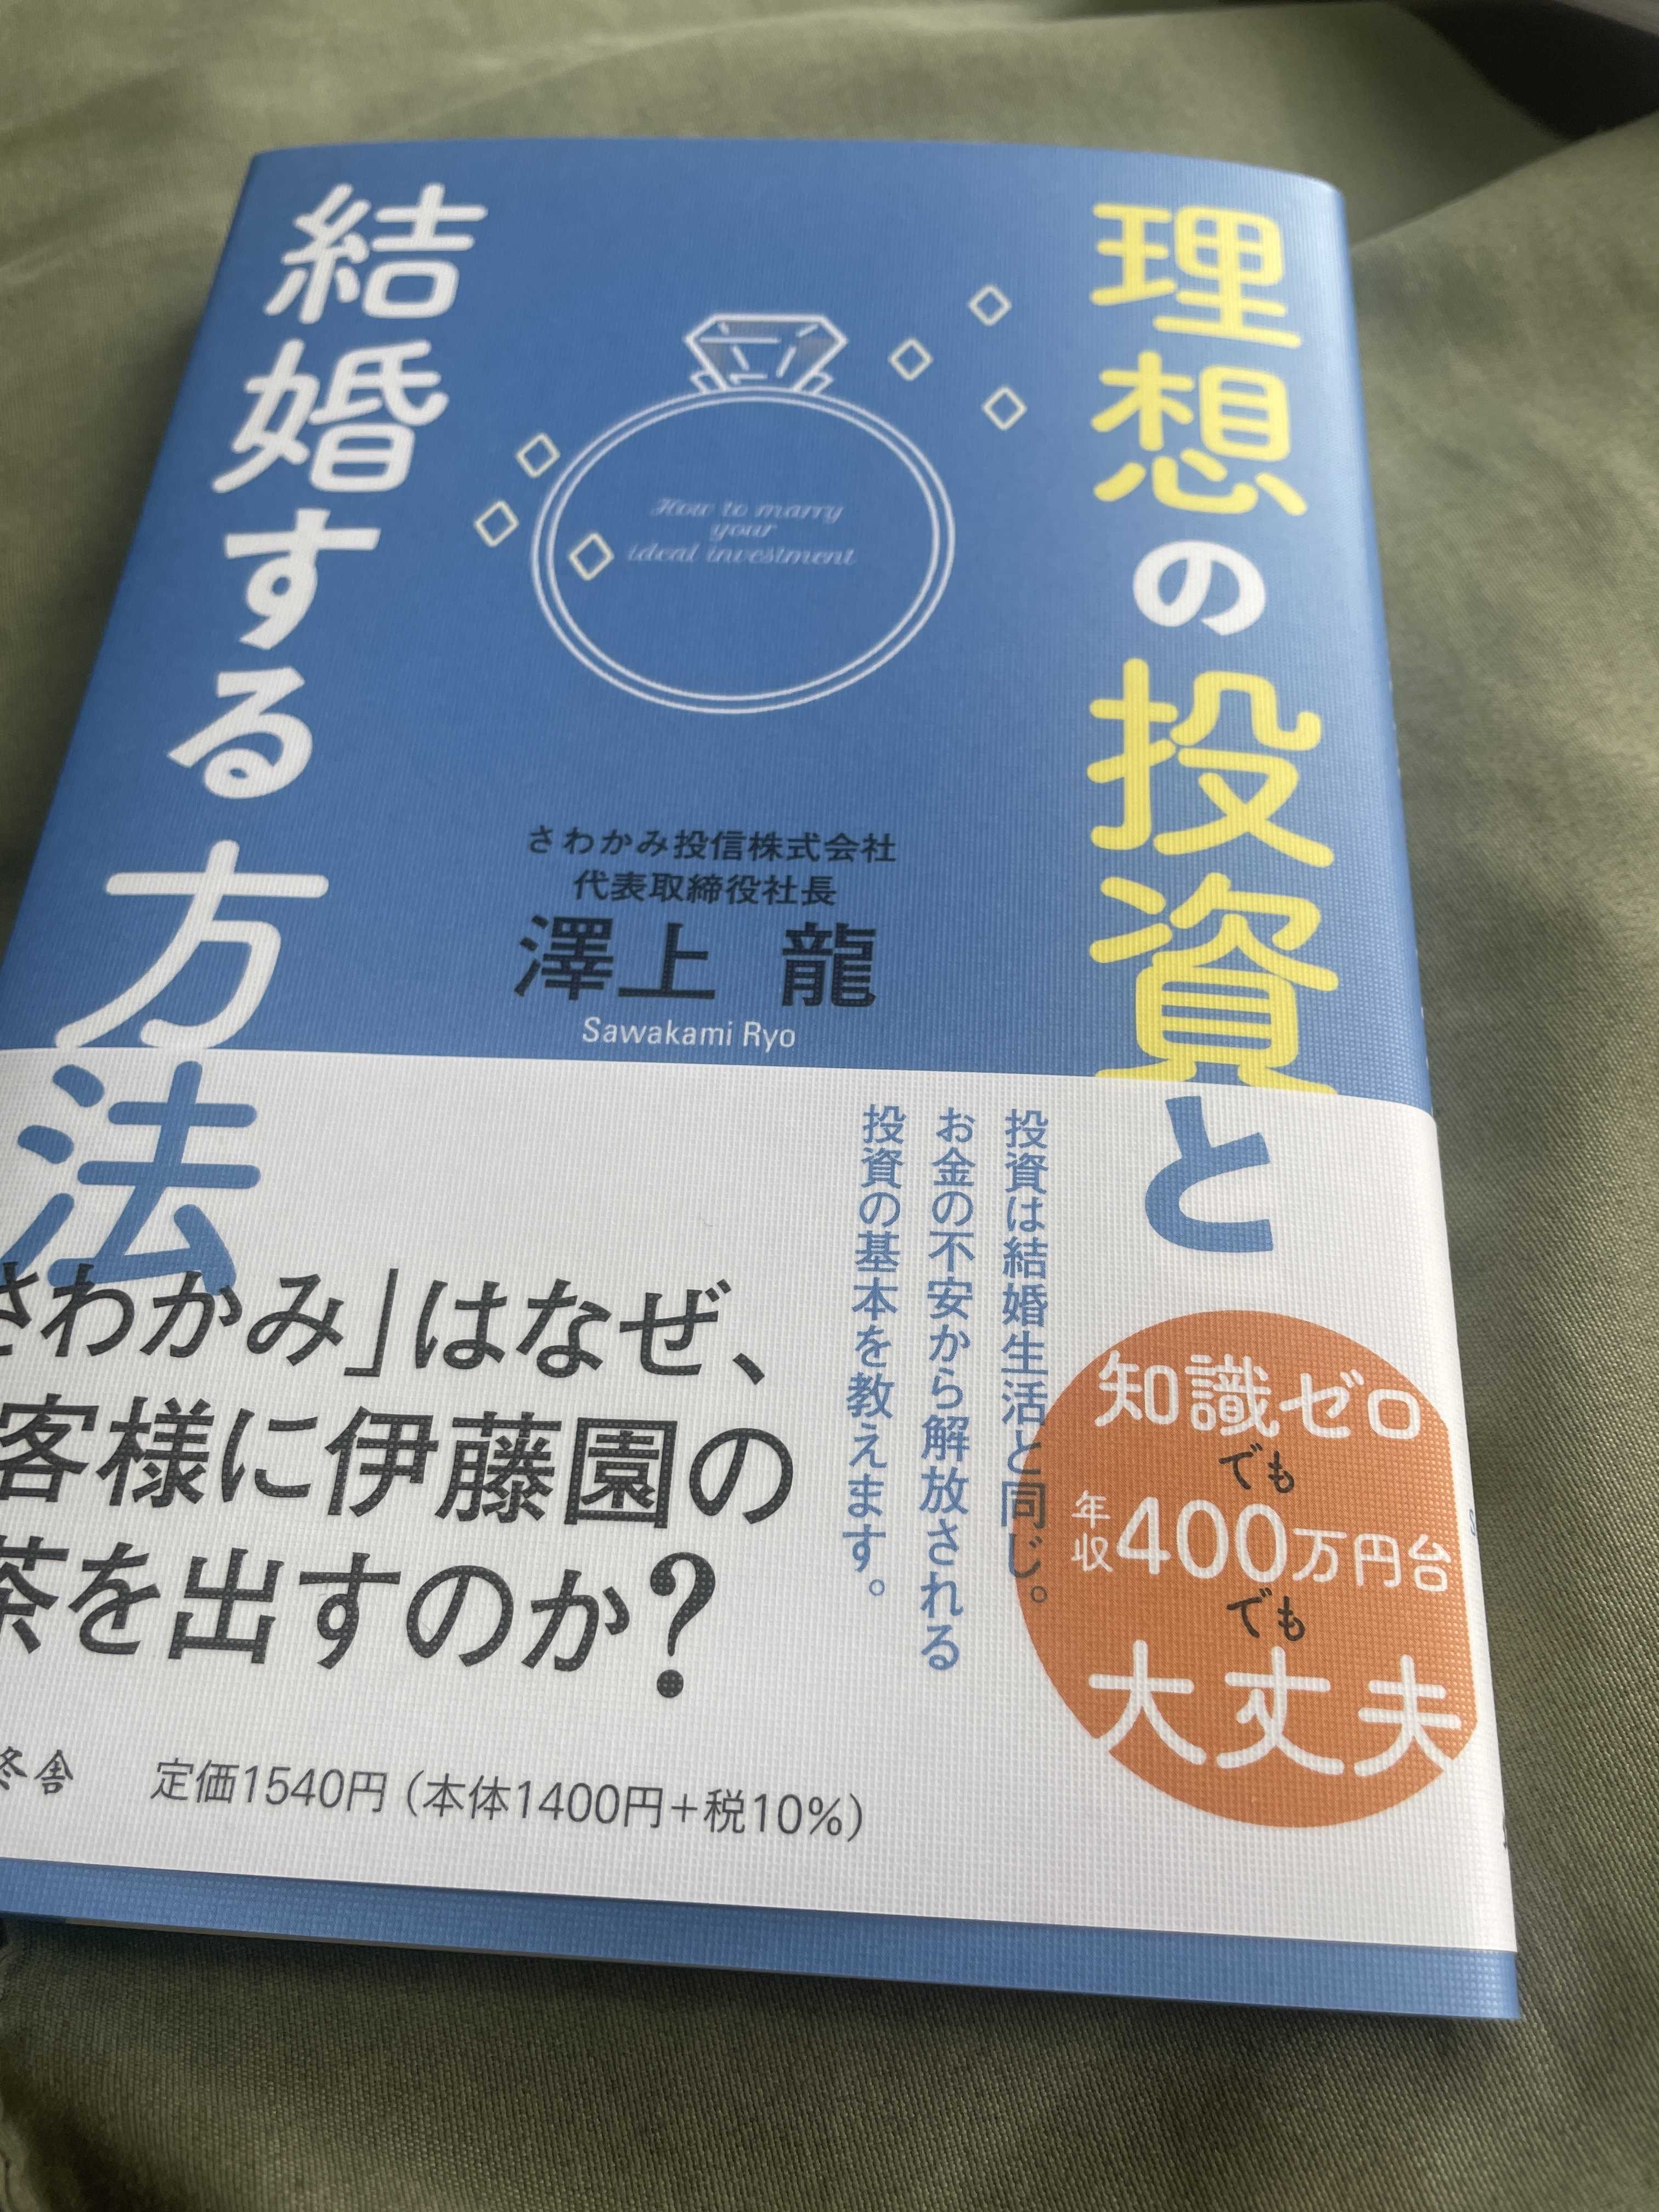 理想の投資と
結婚する方法
How to marry
your
ideal investment
さわかみ投信株式会社
代表取締役社長
澤上 龍
Sawakami Ryo
投資は結婚生活と同じ。
お金の不安から解放される
投資の基本を教えます。
知識ゼロ
でも
年収400万円台
でも
大丈夫
さわかみ」はなぜ、
客様に伊藤園の
茶を出すのか?
冬舎
定価1540円(本体1400円+税10%)